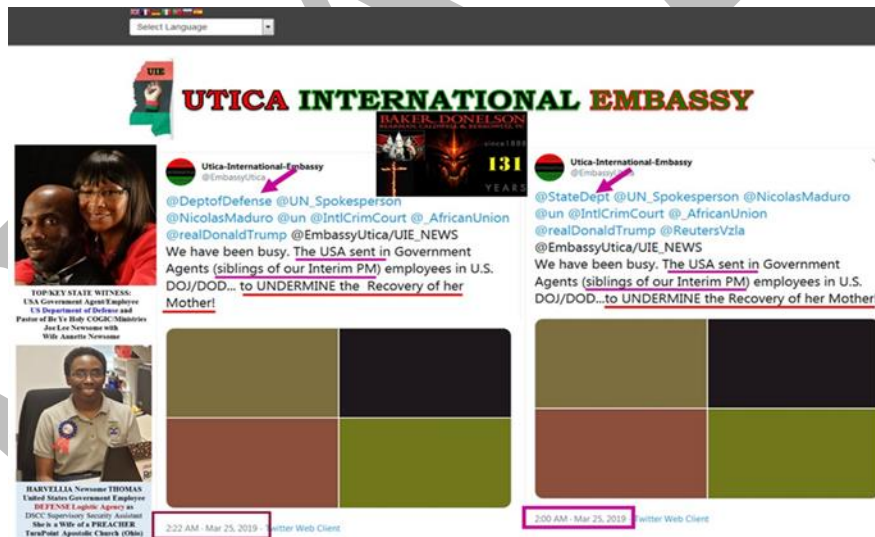 Select Language
UIE
UTICA INTERNATIONAL EMBASSY
BAKER, DONELSON
BEARMAN, CALDWELL & BERKOWITZ, PC
since1888
131
YEARS
Utica-International-Embassy
@EmbassyUtica
@DeptofDefense @UN_Spokesperson
@NicolasMaduro @un @IntlCrimCourt @_AfricanUnion
@realDonaldTrump @EmbassyUtica/UIE_NEWS
We have been busy. The USA sent in Government
Agents (siblings of our Interim PM) employees in U.S.
DOJ/DOD... to UNDERMINE the Recovery of her
Mother!
2:22 AM - Mar 25, 2019 - Twitter Web Client
Utica-International-Embassy
@EmbassyUtica
@StateDept @UN_Spokesperson @NicolasMaduro
@un @IntlCrimCourt @_AfricanUnion
@realDonaldTrump @ReutersVzla
@EmbassyUtica/UIE_NEWS
We have been busy. The USA sent in Government
Agents (siblings of our Interim PM) employees in U.S.
DOJ/DOD...to UNDERMINE the Recovery of her Mother!
2:00 AM - Mar 25, 2019 - Twitter Web Client
TOP/KEY STATE WITNESS:
USA Government Agent/Employee
US Department of Defense and
Pastor of Be Ye Holy COGIC/Ministries
Joe Lee Newsome with
Wife Annette Newsome
HARVELLIA Newsome THOMAS
United States Government Employee
DEFENSE Logistic Agency as
DSCC Supervisory Security Assistant
She is a Wife of a PREACHER
TurnPoint Apostolic Church (Ohio)